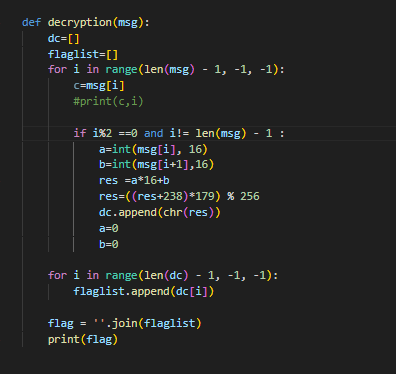 def decryption(msg):
    dc=[]
    flaglist=[]
    for i in range(len(msg) - 1, -1, -1):
        c=msg[i]
        #print(c,i)
        if i%2 ==0 and i!= len(msg) - 1 :
            a=int(msg[i], 16)
            b=int(msg[i+1],16)
            res =a*16+b
            res=((res+238)*179) % 256
            dc.append(chr(res))
            a=0
            b=0
    for i in range(len(dc) - 1, -1, -1):
        flaglist.append(dc[i])
    flag = ''.join(flaglist)
    print(flag)